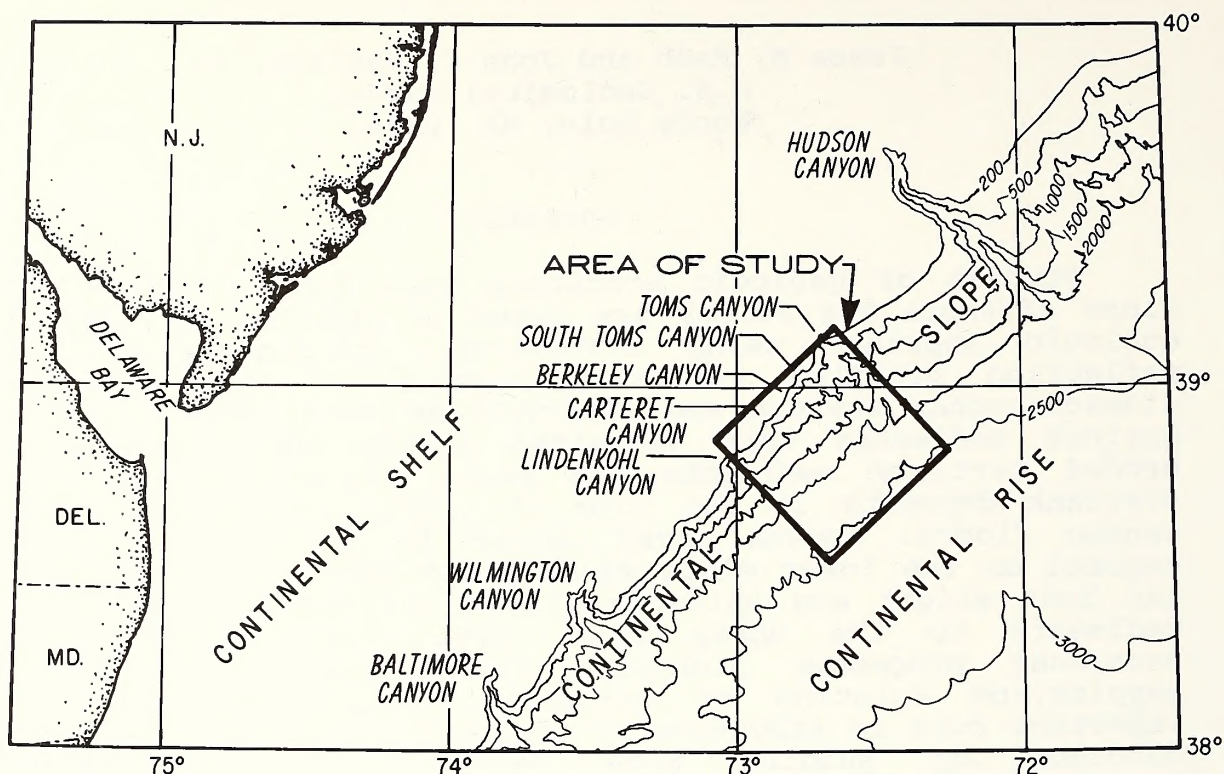 40°
N.J.
HUDSON
CANYON
200
500
1000
1500
2000
AREA OF STUDY
TOMS CANYON
SLOPE
SOUTH TOMS CANYON
DELAWARE
BAY
BERKELEY CANYON
39°
CARTERET
CANYON
2500
LINDENKOHL
CANYON
CONTINENTAL SHELF
CONTINENTAL RISE
DEL.
WILMINGTON
CANYON
CONTINENTAL
MD.
BALTIMORE
CANYON
3000
38°
75°
74°
73°
72°